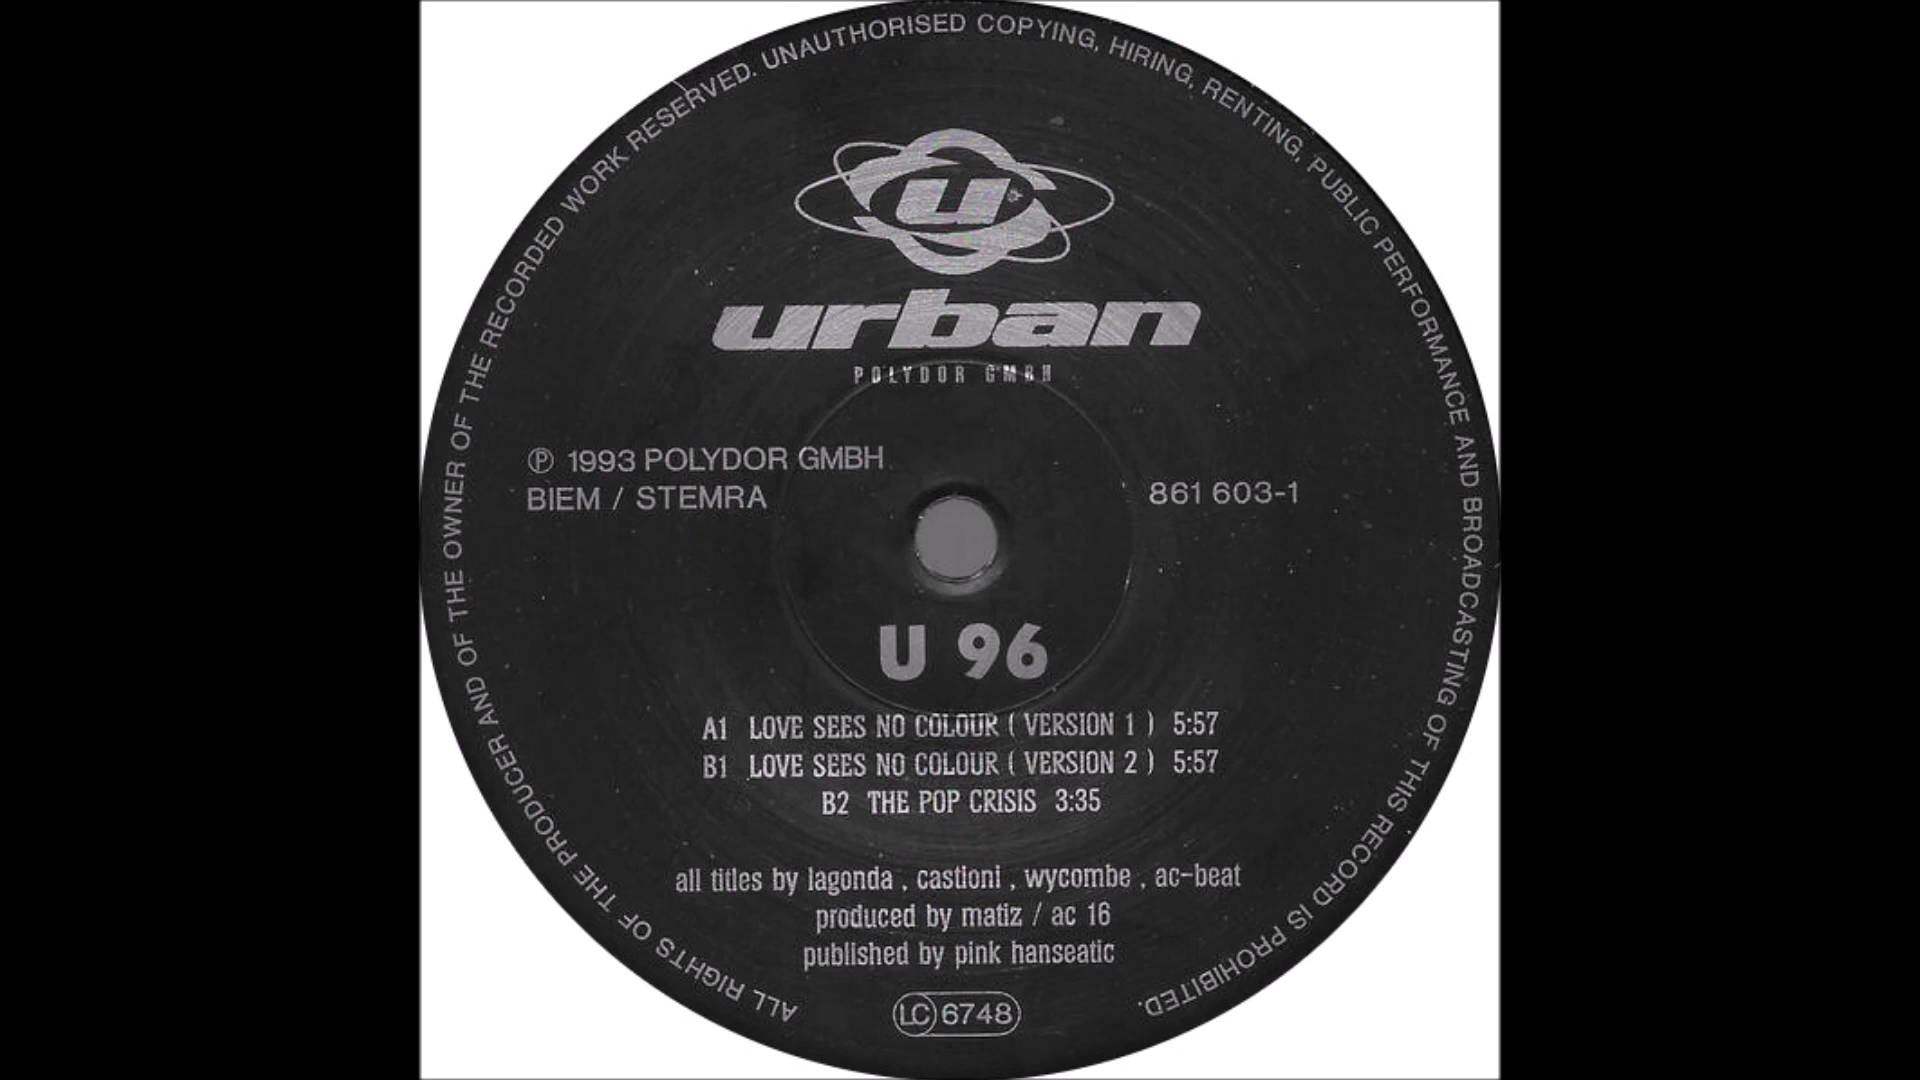 ALL RIGHTS OF THE PRODUCER AND OF THE OWNER OF THE RECORDED WORK RESERVED. UNAUTHORISED COPYING, HIRING, RENTING, PUBLIC PERFORMANCE AND BROADCASTING OF THIS RECORD IS PROHIBITED.
u
urban
POLYDOR GMBH
℗ 1993 POLYDOR GMBH
BIEM / STEMRA
861 603-1
U 96
A1 LOVE SEES NO COLOUR ( VERSION 1 ) 5:57
B1 LOVE SEES NO COLOUR ( VERSION 2 ) 5:57
B2 THE POP CRISIS 3:35
all titles by lagonda , castioni , wycombe , ac-beat
produced by matiz / ac 16
published by pink hanseatic
LC 6748